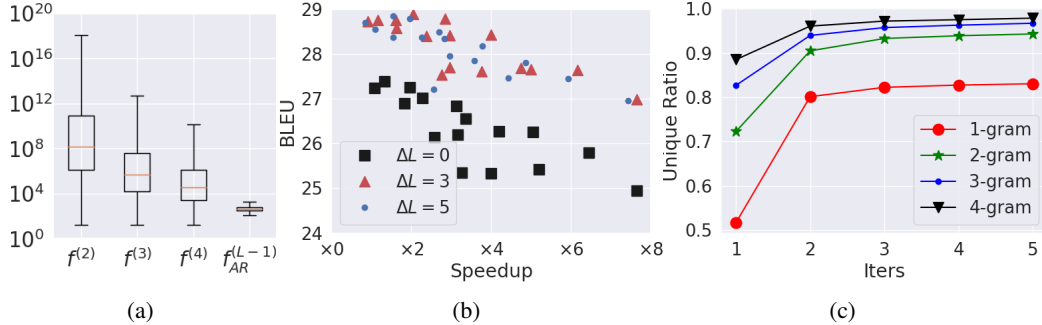 10^20
10^16
10^12
10^8
10^4
10^0
f^(2) f^(3) f^(4) f_AR^(L−1)
(a)
BLEU
29
28
27
26
25
24
ΔL = 0
ΔL = 3
ΔL = 5
×0 ×2 ×4 ×6 ×8
Speedup
(b)
Unique Ratio
1.0
0.9
0.8
0.7
0.6
0.5
1-gram
2-gram
3-gram
4-gram
1 2 3 4 5
Iters
(c)